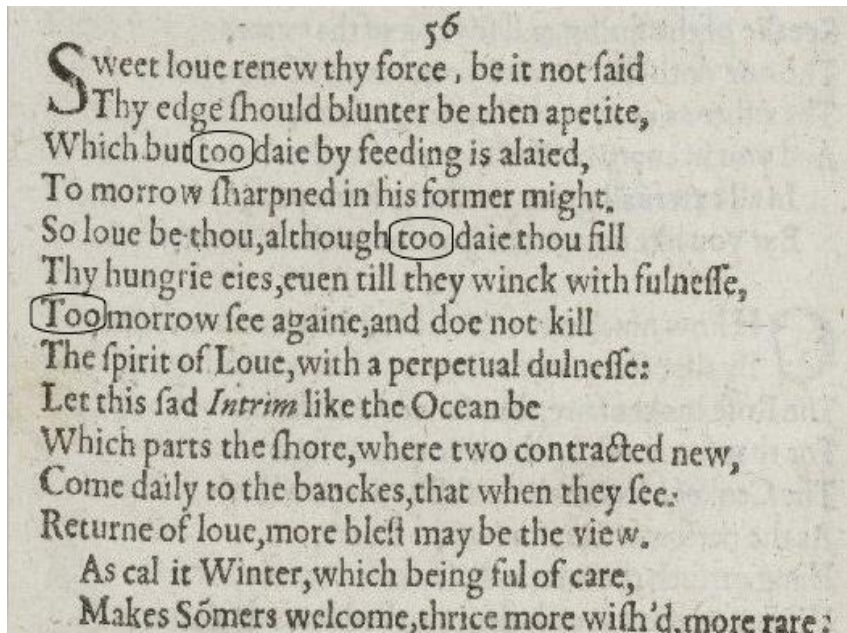 56
Sweet loue renew thy force , be it not ſaid
Thy edge ſhould blunter be then apetite,
Which but too daie by feeding is alaied,
To morrow ſharpned in his former might.
So loue be thou,although too daie thou fill
Thy hungrie eies,euen till they winck with fulneſſe,
Too morrow ſee againe,and doe not kill
The ſpirit of Loue,with a perpetual dulneſſe:
Let this ſad Intrim like the Ocean be
Which parts the ſhore,where two contracted new,
Come daily to the banckes,that when they ſee:
Returne of loue,more bleſt may be the view.
As cal it Winter,which being ful of care,
Makes Sõmers welcome,thrice more wiſh'd,more rare: